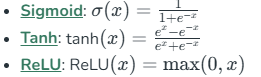 • Sigmoid: σ(x) = 1/(1+e^{-x})
• Tanh: tanh(x) = (e^x − e^{-x})/(e^x + e^{-x})
• ReLU: ReLU(x) = max(0, x)